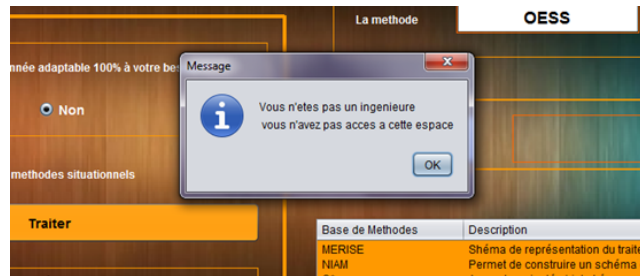 La methode
OESS
nnée adaptable 100% à votre be
Message
Non
Vous n'etes pas un ingenieure
vous n'avez pas acces a cette espace
OK
methodes situationnels
Traiter
Base de Methodes
Description
MERISE
Shéma de représentation du traite
NIAM
Permet de construire un schéma